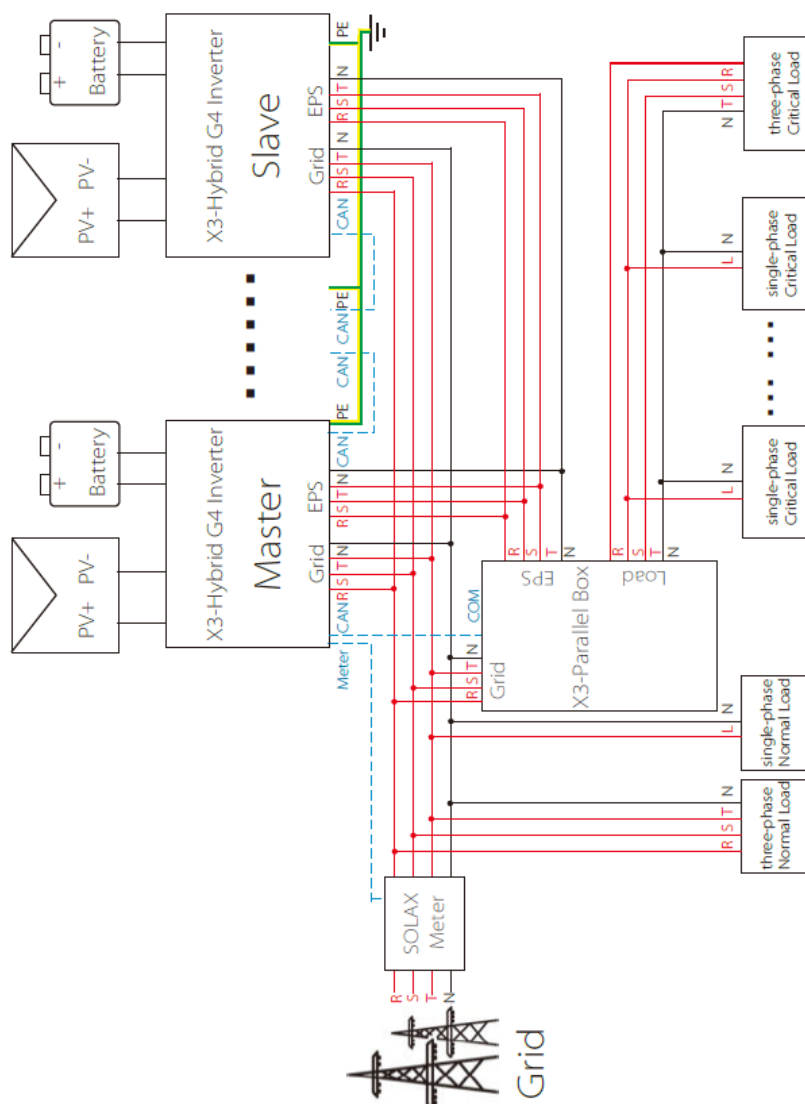 PV+ PV-
+ -
Battery
PV+ PV-
+ -
Battery
X3-Hybrid G4 Inverter
Master
Grid
EPS
Meter
CAN
R S T N
R S T N
CAN
PE
CAN
CAN
PE
X3-Hybrid G4 Inverter
Slave
Grid
EPS
CAN
R S T N
R S T N
PE
Grid
R
S
T
N
SOLAX
Meter
COM
Grid
R S T N
EPS
R
S
T
N
X3-Parallel Box
Load
R
S
T
N
R S T N
three-phase
Normal Load
L N
single-phase
Normal Load
L N
single-phase
Critical Load
L N
single-phase
Critical Load
N T S R
three-phase
Critical Load